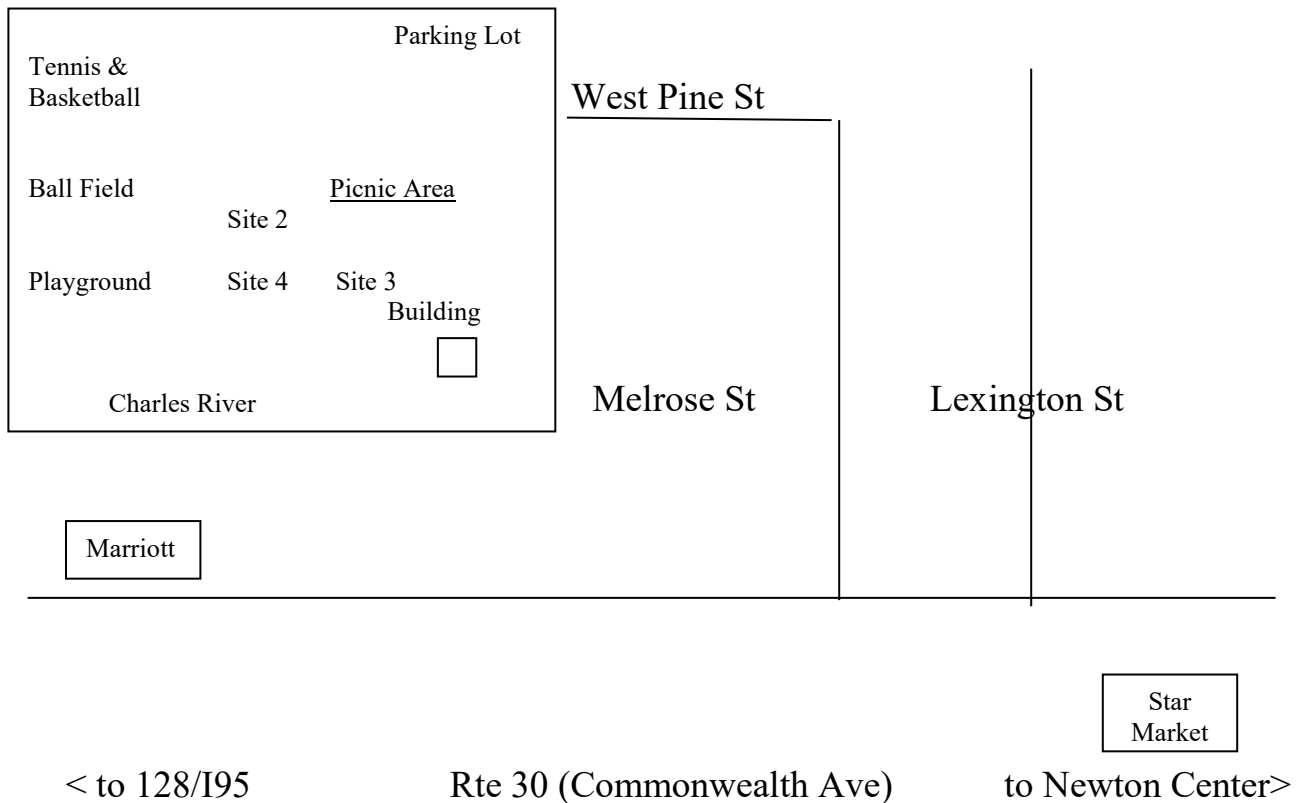 Parking Lot
Tennis &
Basketball
West Pine St
Ball Field
Picnic Area
Site 2
Playground
Site 4
Site 3
Building
Charles River
Melrose St
Lexington St
Marriott
Star
Market
< to 128/I95
Rte 30 (Commonwealth Ave)
to Newton Center>